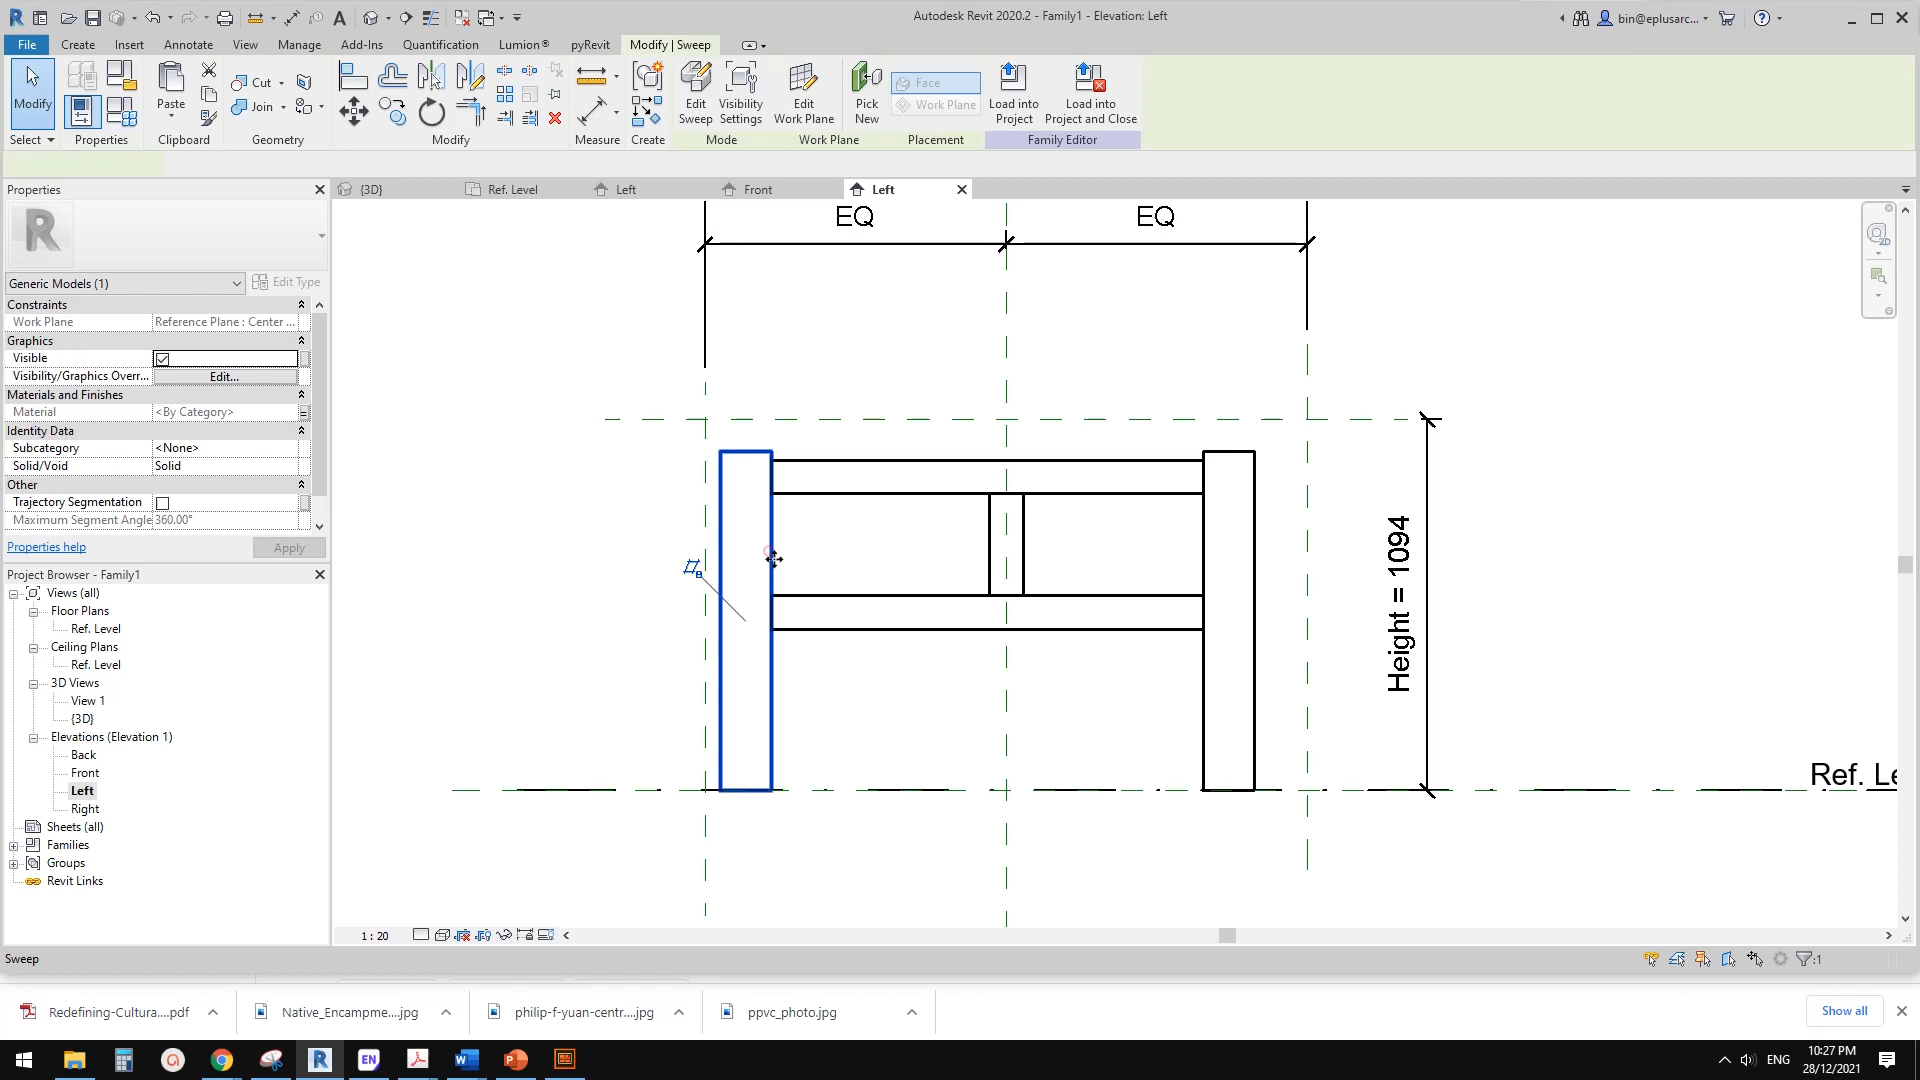 Autodesk Revit 2020.2 - Family1 - Elevation: Left
bin@eplusarc...
File Create Insert Annotate View Manage Add-Ins Quantification Lumion® pyRevit Modify | Sweep
Modify
Paste
Cut
Join
Edit Sweep
Visibility Settings
Edit Work Plane
Pick New
Face
Work Plane
Load into Project
Load into Project and Close
Select Properties Clipboard Geometry Modify Measure Create Mode Work Plane Placement Family Editor
Properties
{3D} Ref. Level Left Front Left
R
Generic Models (1) Edit Type
Constraints
Work Plane Reference Plane : Center ...
Graphics
Visible
Visibility/Graphics Overr... Edit...
Materials and Finishes
Material <By Category>
Identity Data
Subcategory <None>
Solid/Void Solid
Other
Trajectory Segmentation
Maximum Segment Angle 360.00°
Properties help Apply
Project Browser - Family1
Views (all)
Floor Plans
Ref. Level
Ceiling Plans
Ref. Level
3D Views
View 1
{3D}
Elevations (Elevation 1)
Back
Front
Left
Right
Sheets (all)
Families
Groups
Revit Links
EQ EQ
Height = 1094
Ref. Le
2D
1 : 20
Sweep
:1
Redefining-Cultura....pdf Native_Encampme....jpg philip-f-yuan-centr....jpg ppvc_photo.jpg Show all
EN
ENG
10:27 PM
28/12/2021